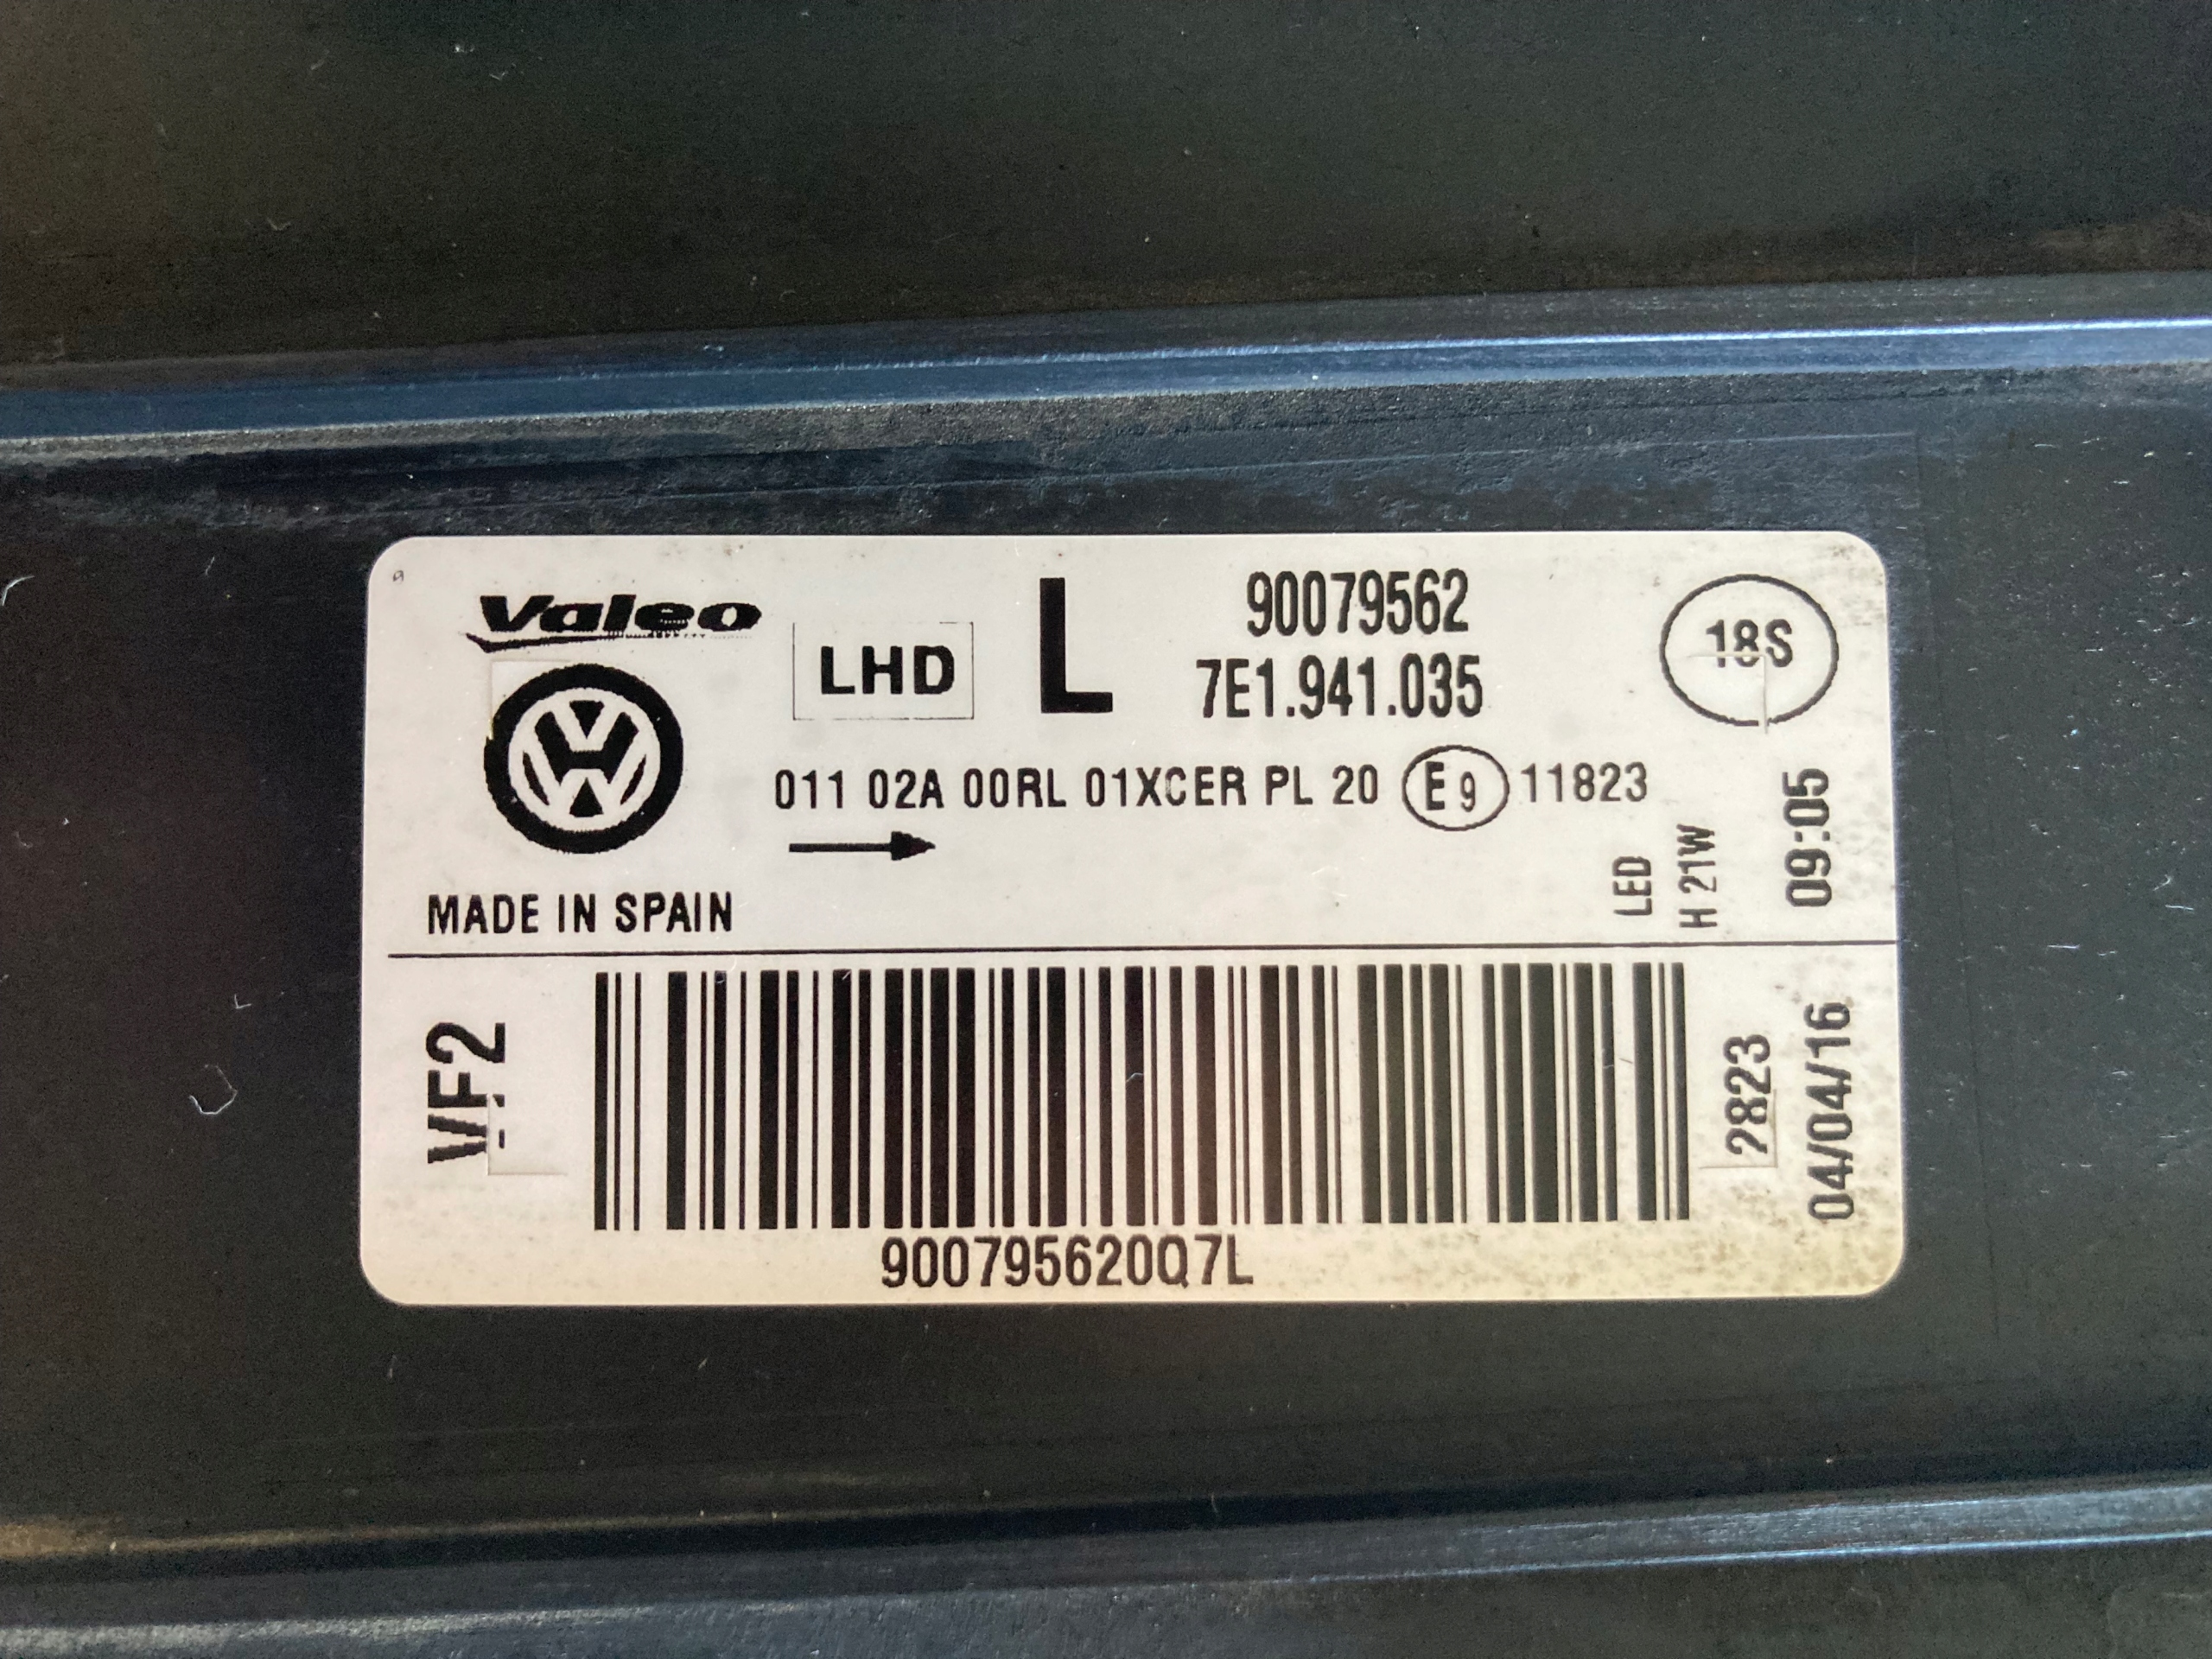 Valeo
LHD
L
90079562
7E1.941.035
18S
011 02A 00RL 01XCER PL 20 E9 11823
MADE IN SPAIN
LED
H 21W
09:05
VF2
2823
04/04/16
900795620Q7L